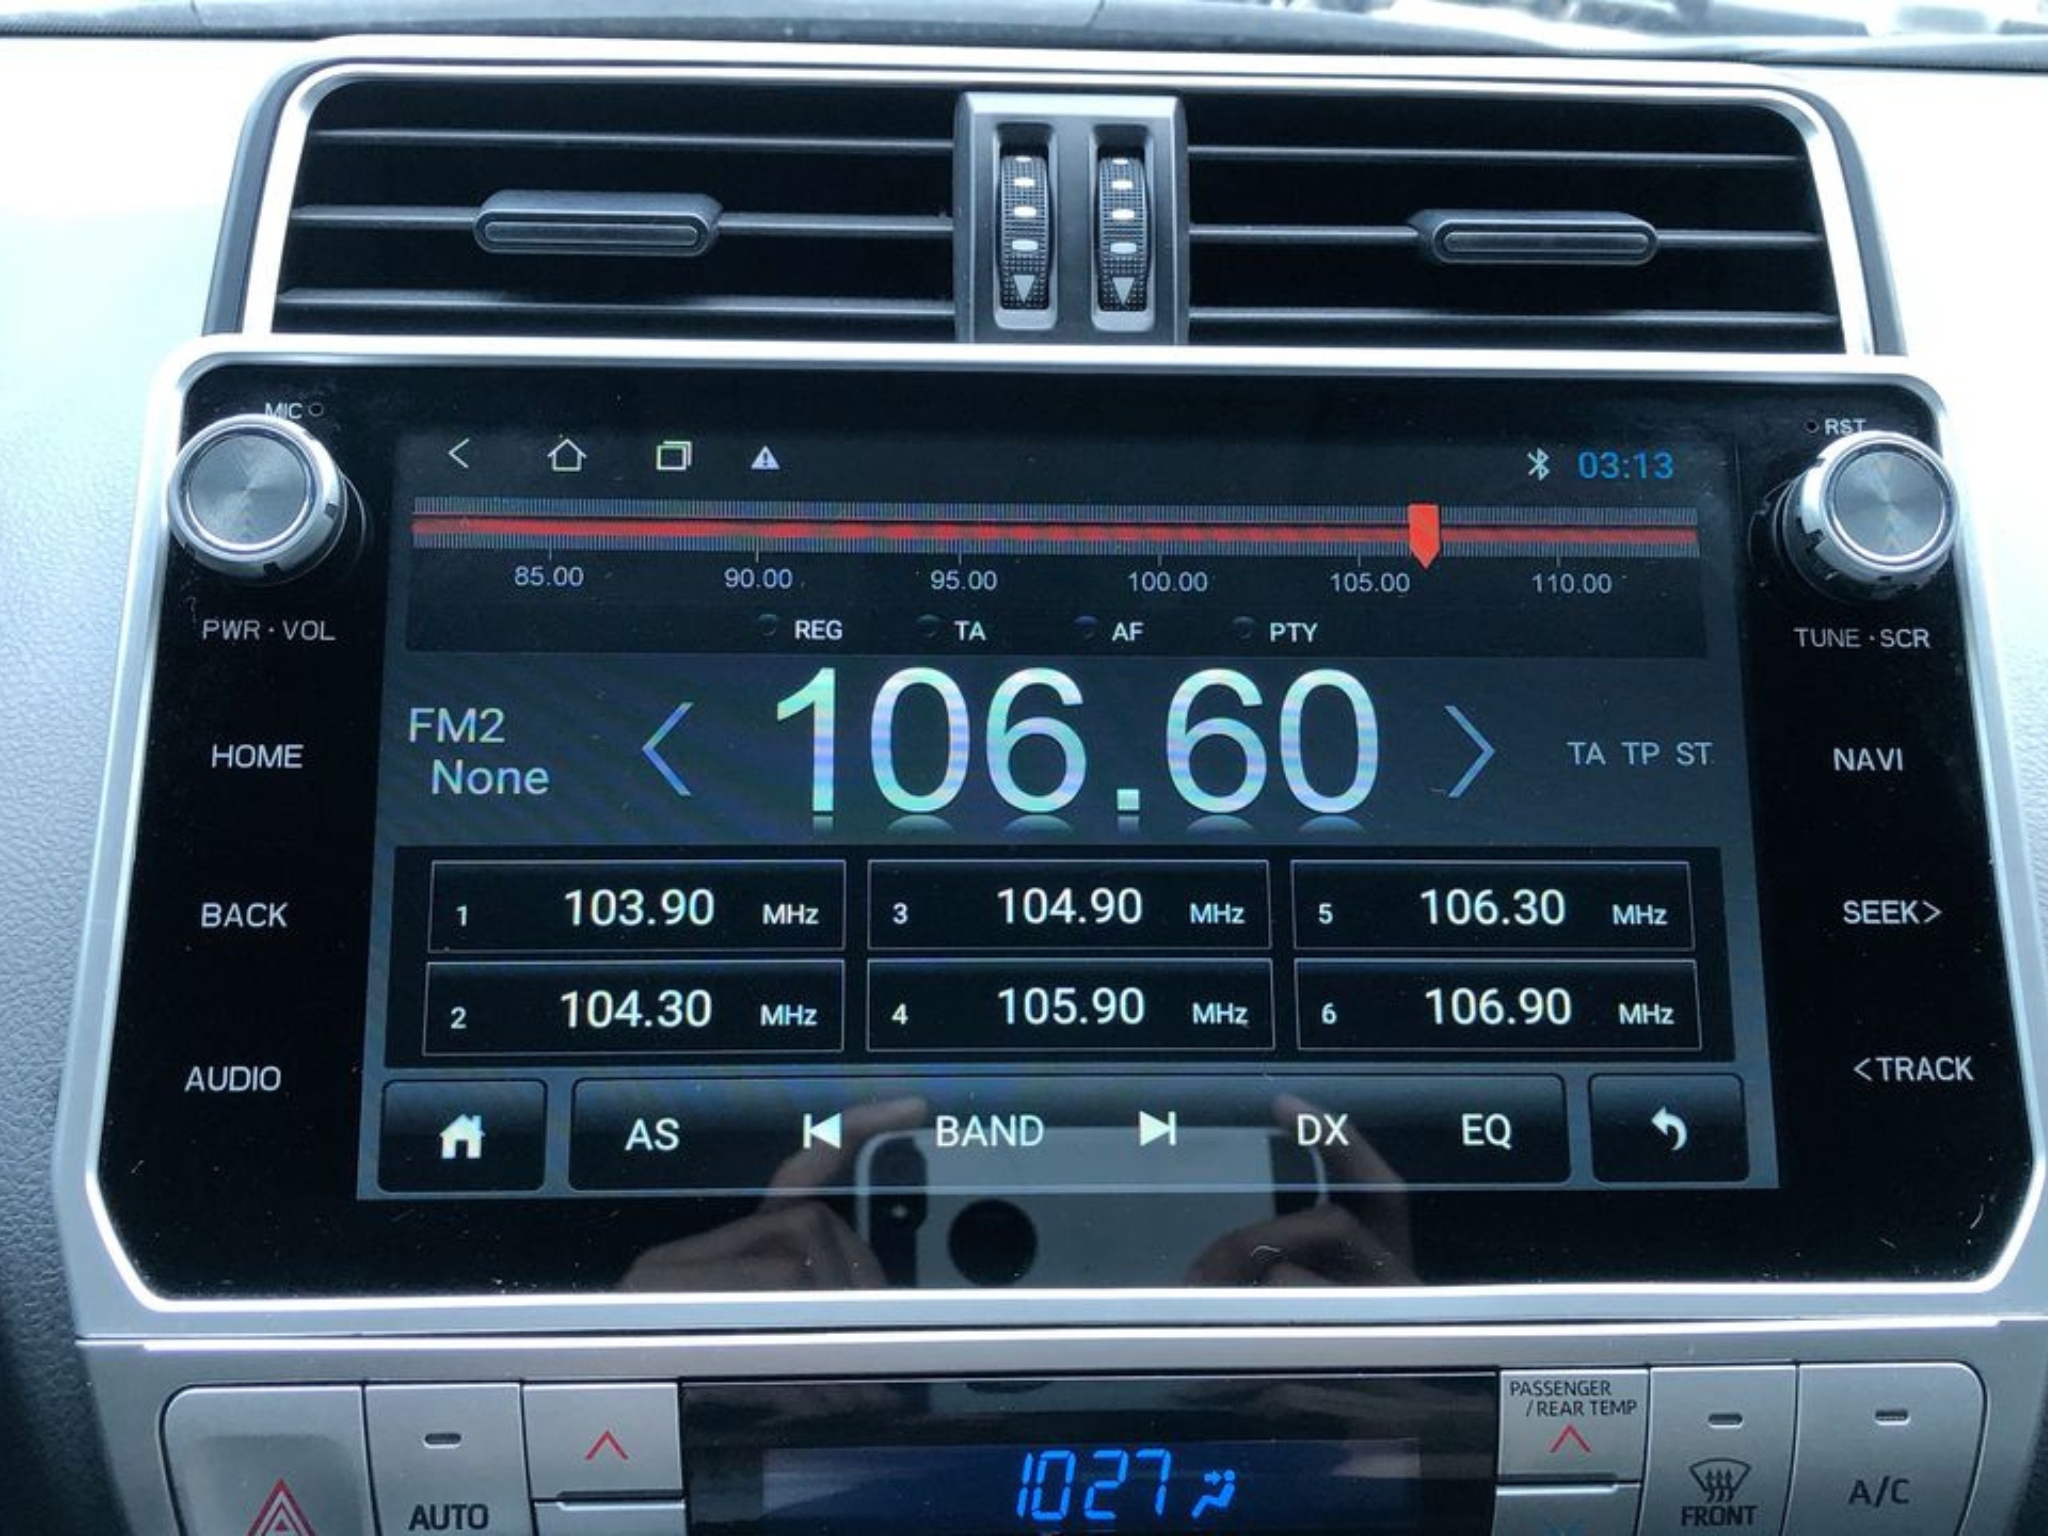 MIC
RST
03:13
85.00 90.00 95.00 100.00 105.00 110.00
REG TA AF PTY
PWR·VOL
TUNE·SCR
FM2
None
106.60
TA TP ST
HOME
NAVI
1 103.90 MHz 3 104.90 MHz 5 106.30 MHz
BACK
SEEK>
2 104.30 MHz 4 105.90 MHz 6 106.90 MHz
AUDIO
<TRACK
AS BAND DX EQ
PASSENGER
/REAR TEMP
1027
AUTO
FRONT
A/C